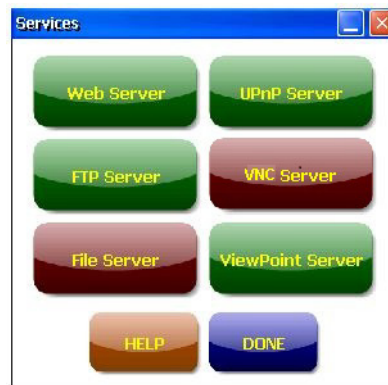 Services
Web Server
UPnP Server
FTP Server
VNC Server
File Server
ViewPoint Server
HELP
DONE